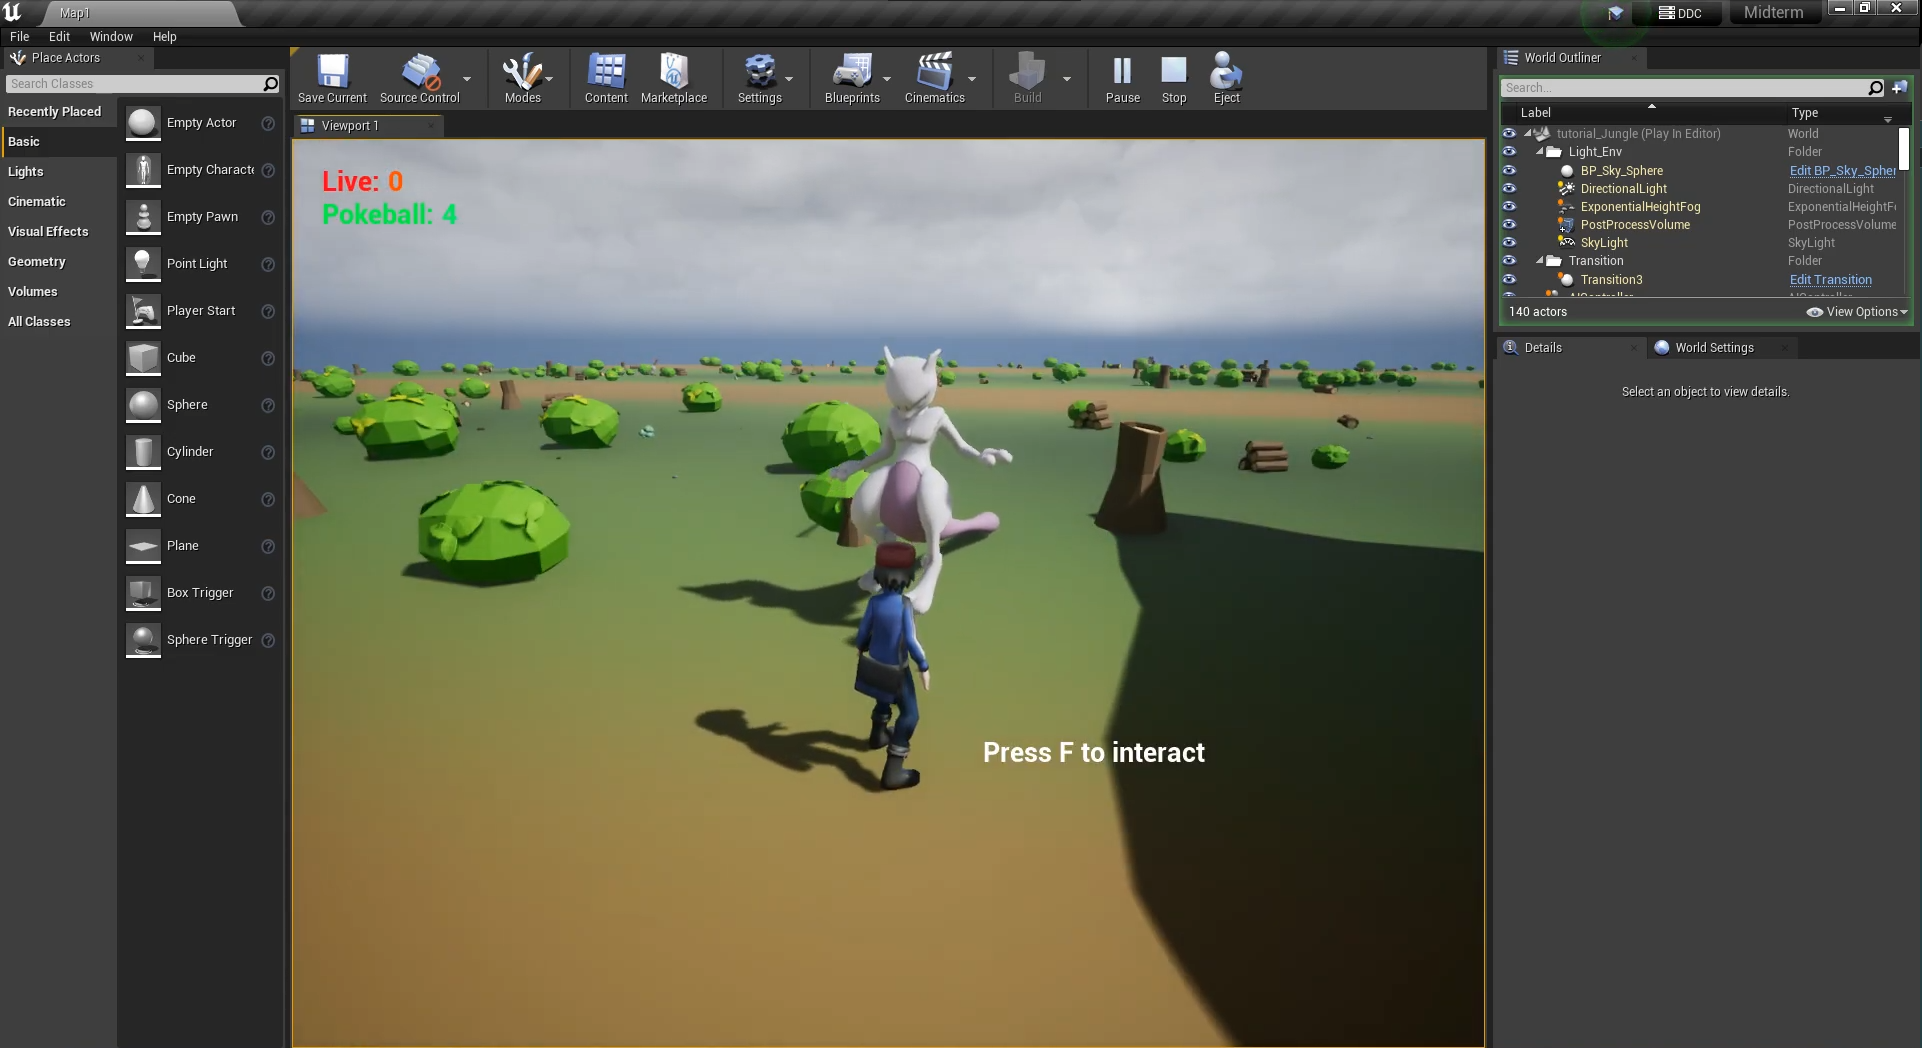 Map1
DDC
Midterm
File Edit Window Help
Place Actors
Search Classes
Recently Placed
Basic
Lights
Cinematic
Visual Effects
Geometry
Volumes
All Classes
Empty Actor
Empty Characte
Empty Pawn
Point Light
Player Start
Cube
Sphere
Cylinder
Cone
Plane
Box Trigger
Sphere Trigger
Save Current Source Control Modes Content Marketplace Settings Blueprints Cinematics Build Pause Stop Eject
Viewport 1
Live: 0
Pokeball: 4
Press F to interact
World Outliner
Search...
Label Type
tutorial_Jungle (Play In Editor) World
Light_Env Folder
BP_Sky_Sphere Edit BP_Sky_Spher
DirectionalLight DirectionalLight
ExponentialHeightFog ExponentialHeightF
PostProcessVolume PostProcessVolume
SkyLight SkyLight
Transition Folder
Transition3 Edit Transition
140 actors View Options
Details World Settings
Select an object to view details.